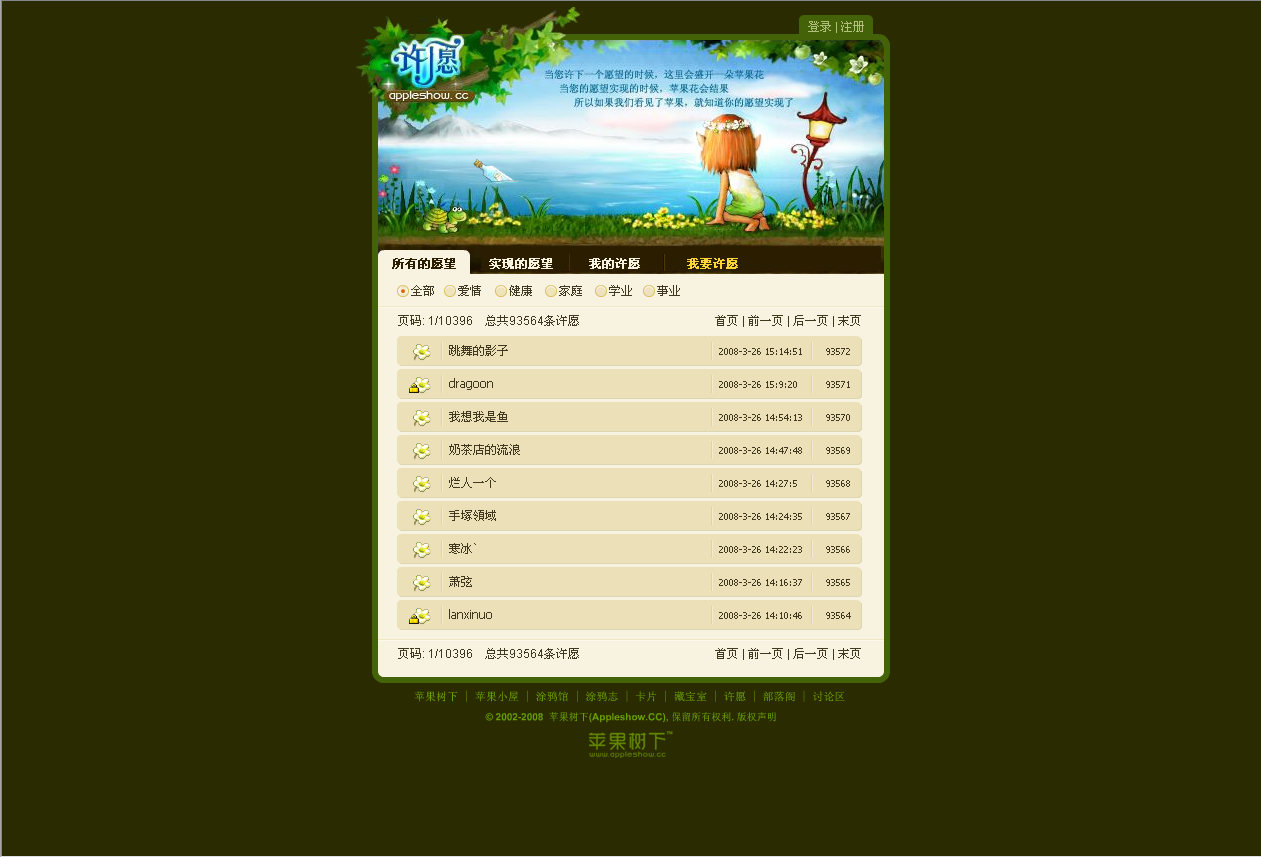 登录 | 注册
许愿
appleshow.cc
当您许下一个愿望的时候，这里会盛开一朵苹果花
当您的愿望实现的时候，苹果花会结果
所以如果我们看见了苹果，就知道你的愿望实现了
所有的愿望 实现的愿望 我的许愿 我要许愿
全部 爱情 健康 家庭 学业 事业
页码: 1/10396 总共93564条许愿 首页 | 前一页 | 后一页 | 末页
跳舞的影子 2008-3-26 15:14:51 93572
dragoon 2008-3-26 15:9:20 93571
我想我是鱼 2008-3-26 14:54:13 93570
奶茶店的流浪 2008-3-26 14:47:48 93569
烂人一个 2008-3-26 14:27:5 93568
手塚領域 2008-3-26 14:24:35 93567
寒冰` 2008-3-26 14:22:23 93566
萧弦 2008-3-26 14:16:37 93565
lanxinuo 2008-3-26 14:10:46 93564
页码: 1/10396 总共93564条许愿 首页 | 前一页 | 后一页 | 末页
苹果树下 | 苹果小屋 | 涂鸦馆 | 涂鸦志 | 卡片 | 藏宝室 | 许愿 | 部落阁 | 讨论区
© 2002-2008 苹果树下(Appleshow.CC), 保留所有权利. 版权声明
苹果树下™
www.appleshow.cc